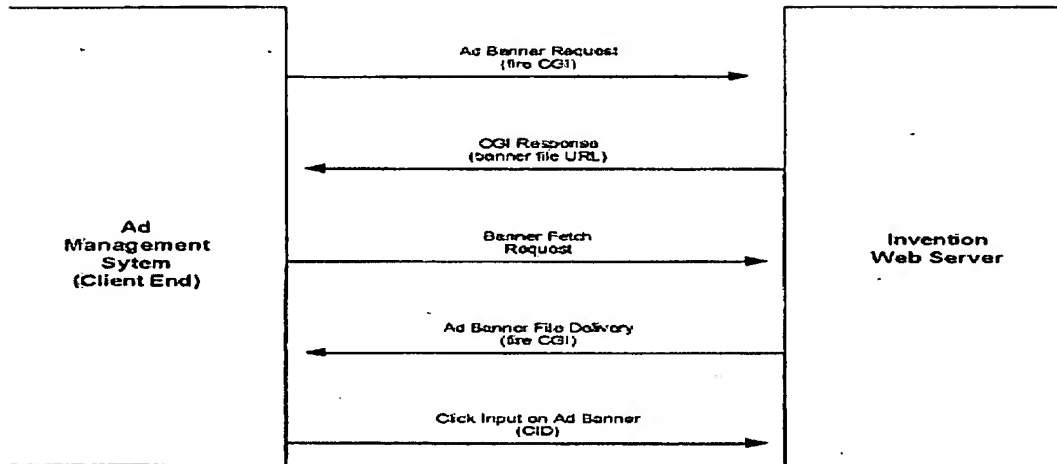 Ad Banner Request
(fire CGI)
CGI Response
(banner file URL)
Ad
Management
Sytem
(Client End)
Banner Fetch
Request
Invention
Web Server
Ad Banner File Delivery
(fire CGI)
Click Input on Ad Banner
(CID)